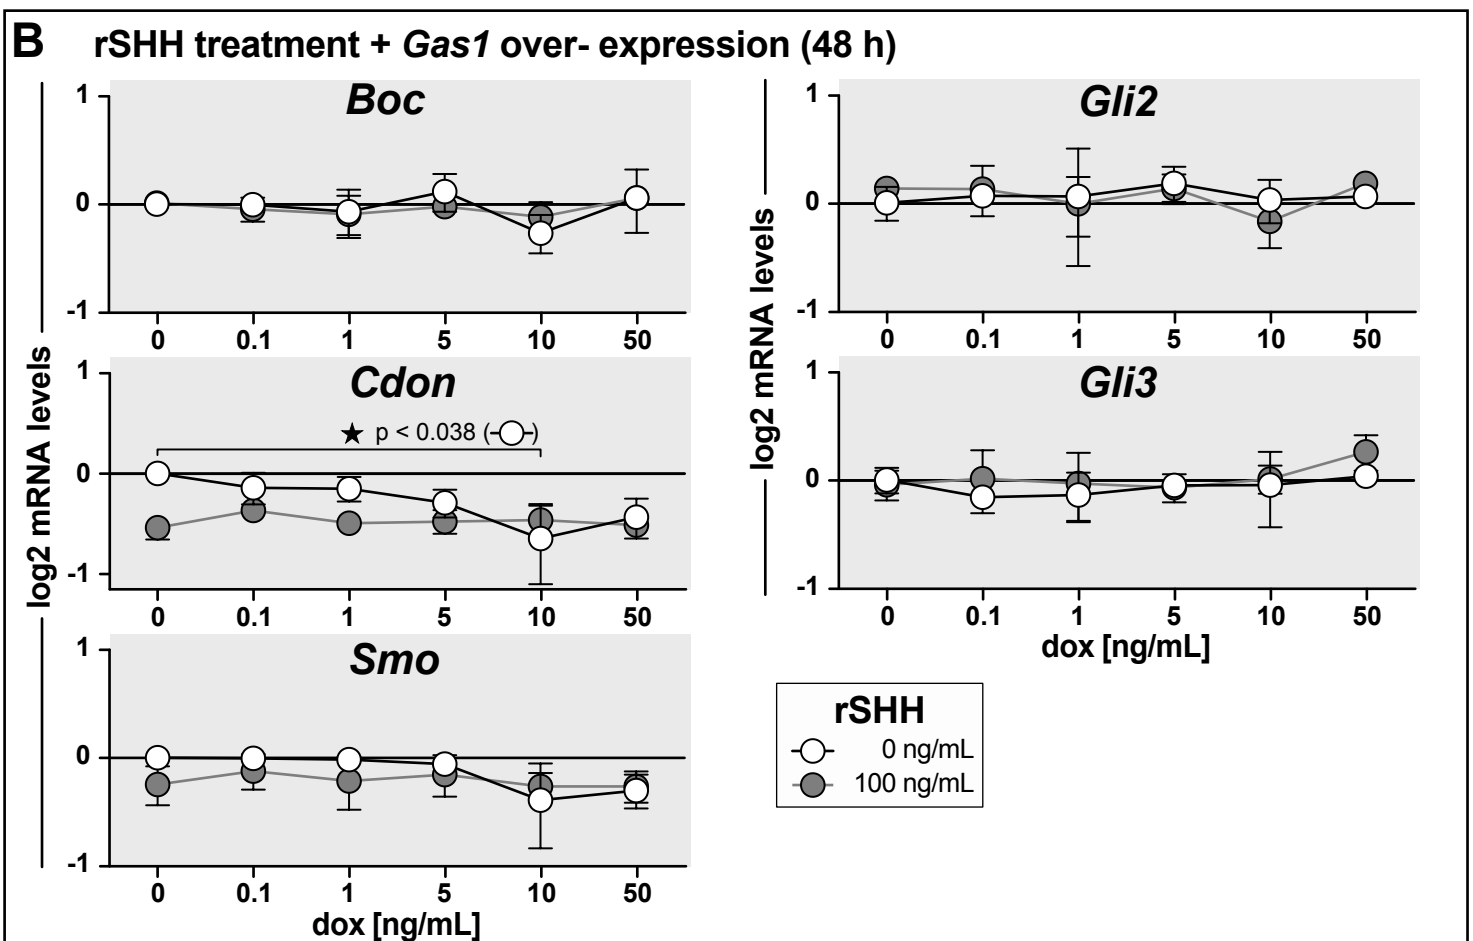 B rSHH treatment + Gas1 over- expression (48 h)
log2 mRNA levels
Boc
1
0
-1
0 0.1 1 5 10 50
Cdon
★ p < 0.038 ( )
1
0
-1
0 0.1 1 5 10 50
Smo
1
0
-1
0 0.1 1 5 10 50
dox [ng/mL]
log2 mRNA levels
Gli2
1
0
-1
0 0.1 1 5 10 50
Gli3
1
0
-1
0 0.1 1 5 10 50
dox [ng/mL]
rSHH
0 ng/mL
100 ng/mL